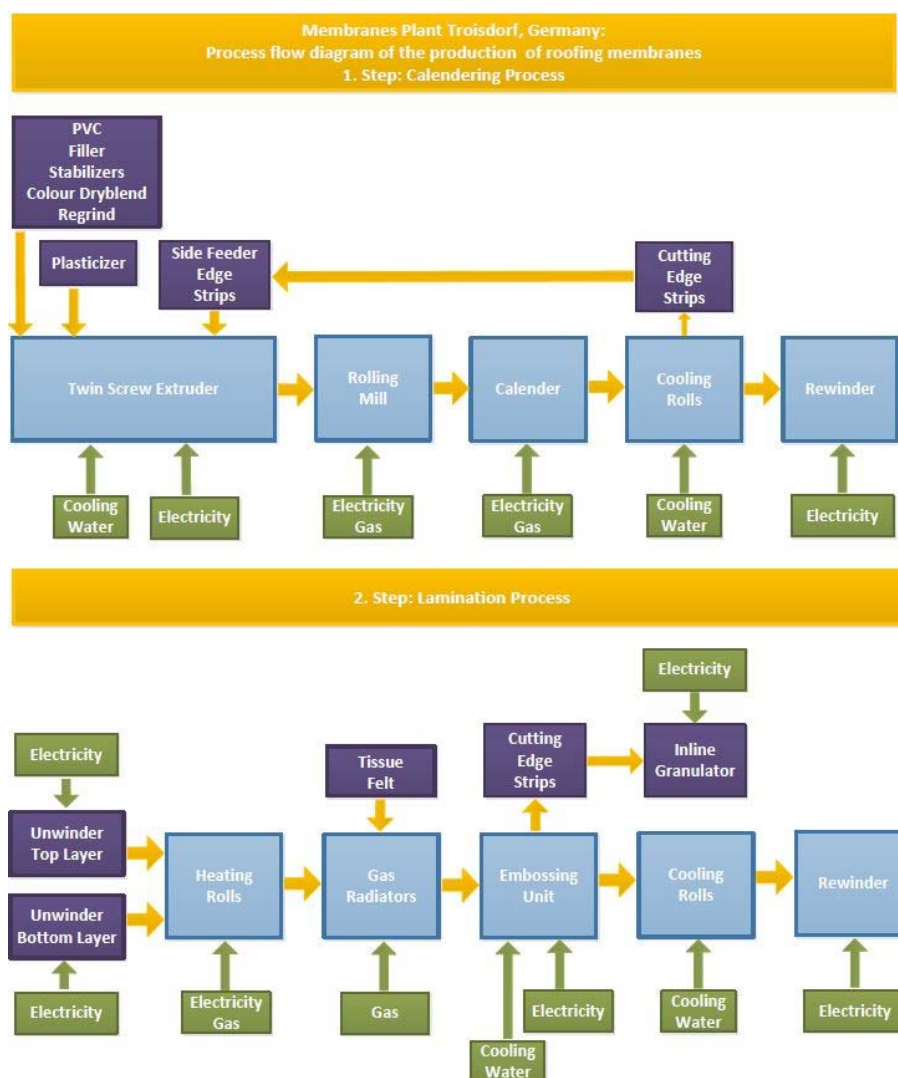 Membranes Plant Troisdorf, Germany:
Process flow diagram of the production of roofing membranes
1. Step: Calendering Process
PVC
Filler
Stabilizers
Colour Dryblend
Regrind
Plasticizer
Side Feeder
Edge
Strips
Cutting
Edge
Strips
Twin Screw Extruder
Rolling
Mill
Calender
Cooling
Rolls
Rewinder
Cooling
Water
Electricity
Electricity
Gas
Electricity
Gas
Cooling
Water
Electricity
2. Step: Lamination Process
Electricity
Electricity
Tissue
Felt
Cutting
Edge
Strips
Inline
Granulator
Unwinder
Top Layer
Unwinder
Bottom Layer
Heating
Rolls
Gas
Radiators
Embossing
Unit
Cooling
Rolls
Rewinder
Electricity
Electricity
Gas
Gas
Cooling
Water
Electricity
Cooling
Water
Electricity